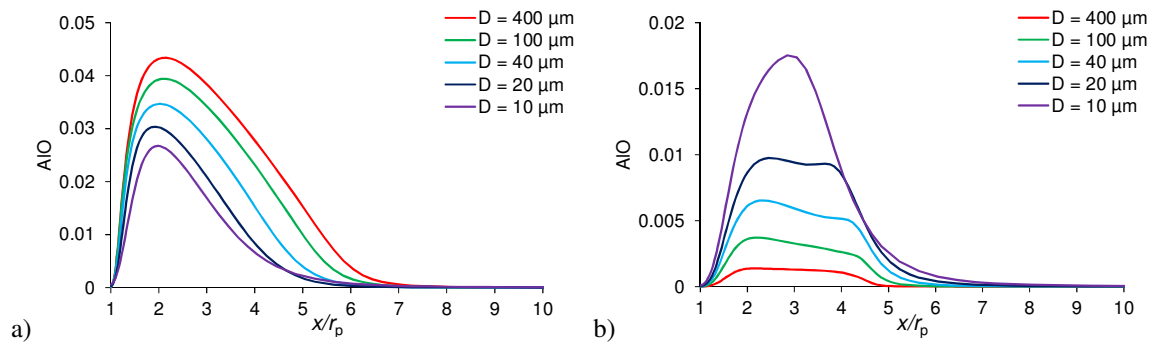 0.05
0.04
0.03
0.02
0.01
0
AIO
1 2 3 4 5 6 7 8 9 10
x/rp
D = 400 µm
D = 100 µm
D = 40 µm
D = 20 µm
D = 10 µm
a)
0.02
0.015
0.01
0.005
0
AIO
1 2 3 4 5 6 7 8 9 10
x/rp
D = 400 µm
D = 100 µm
D = 40 µm
D = 20 µm
D = 10 µm
b)